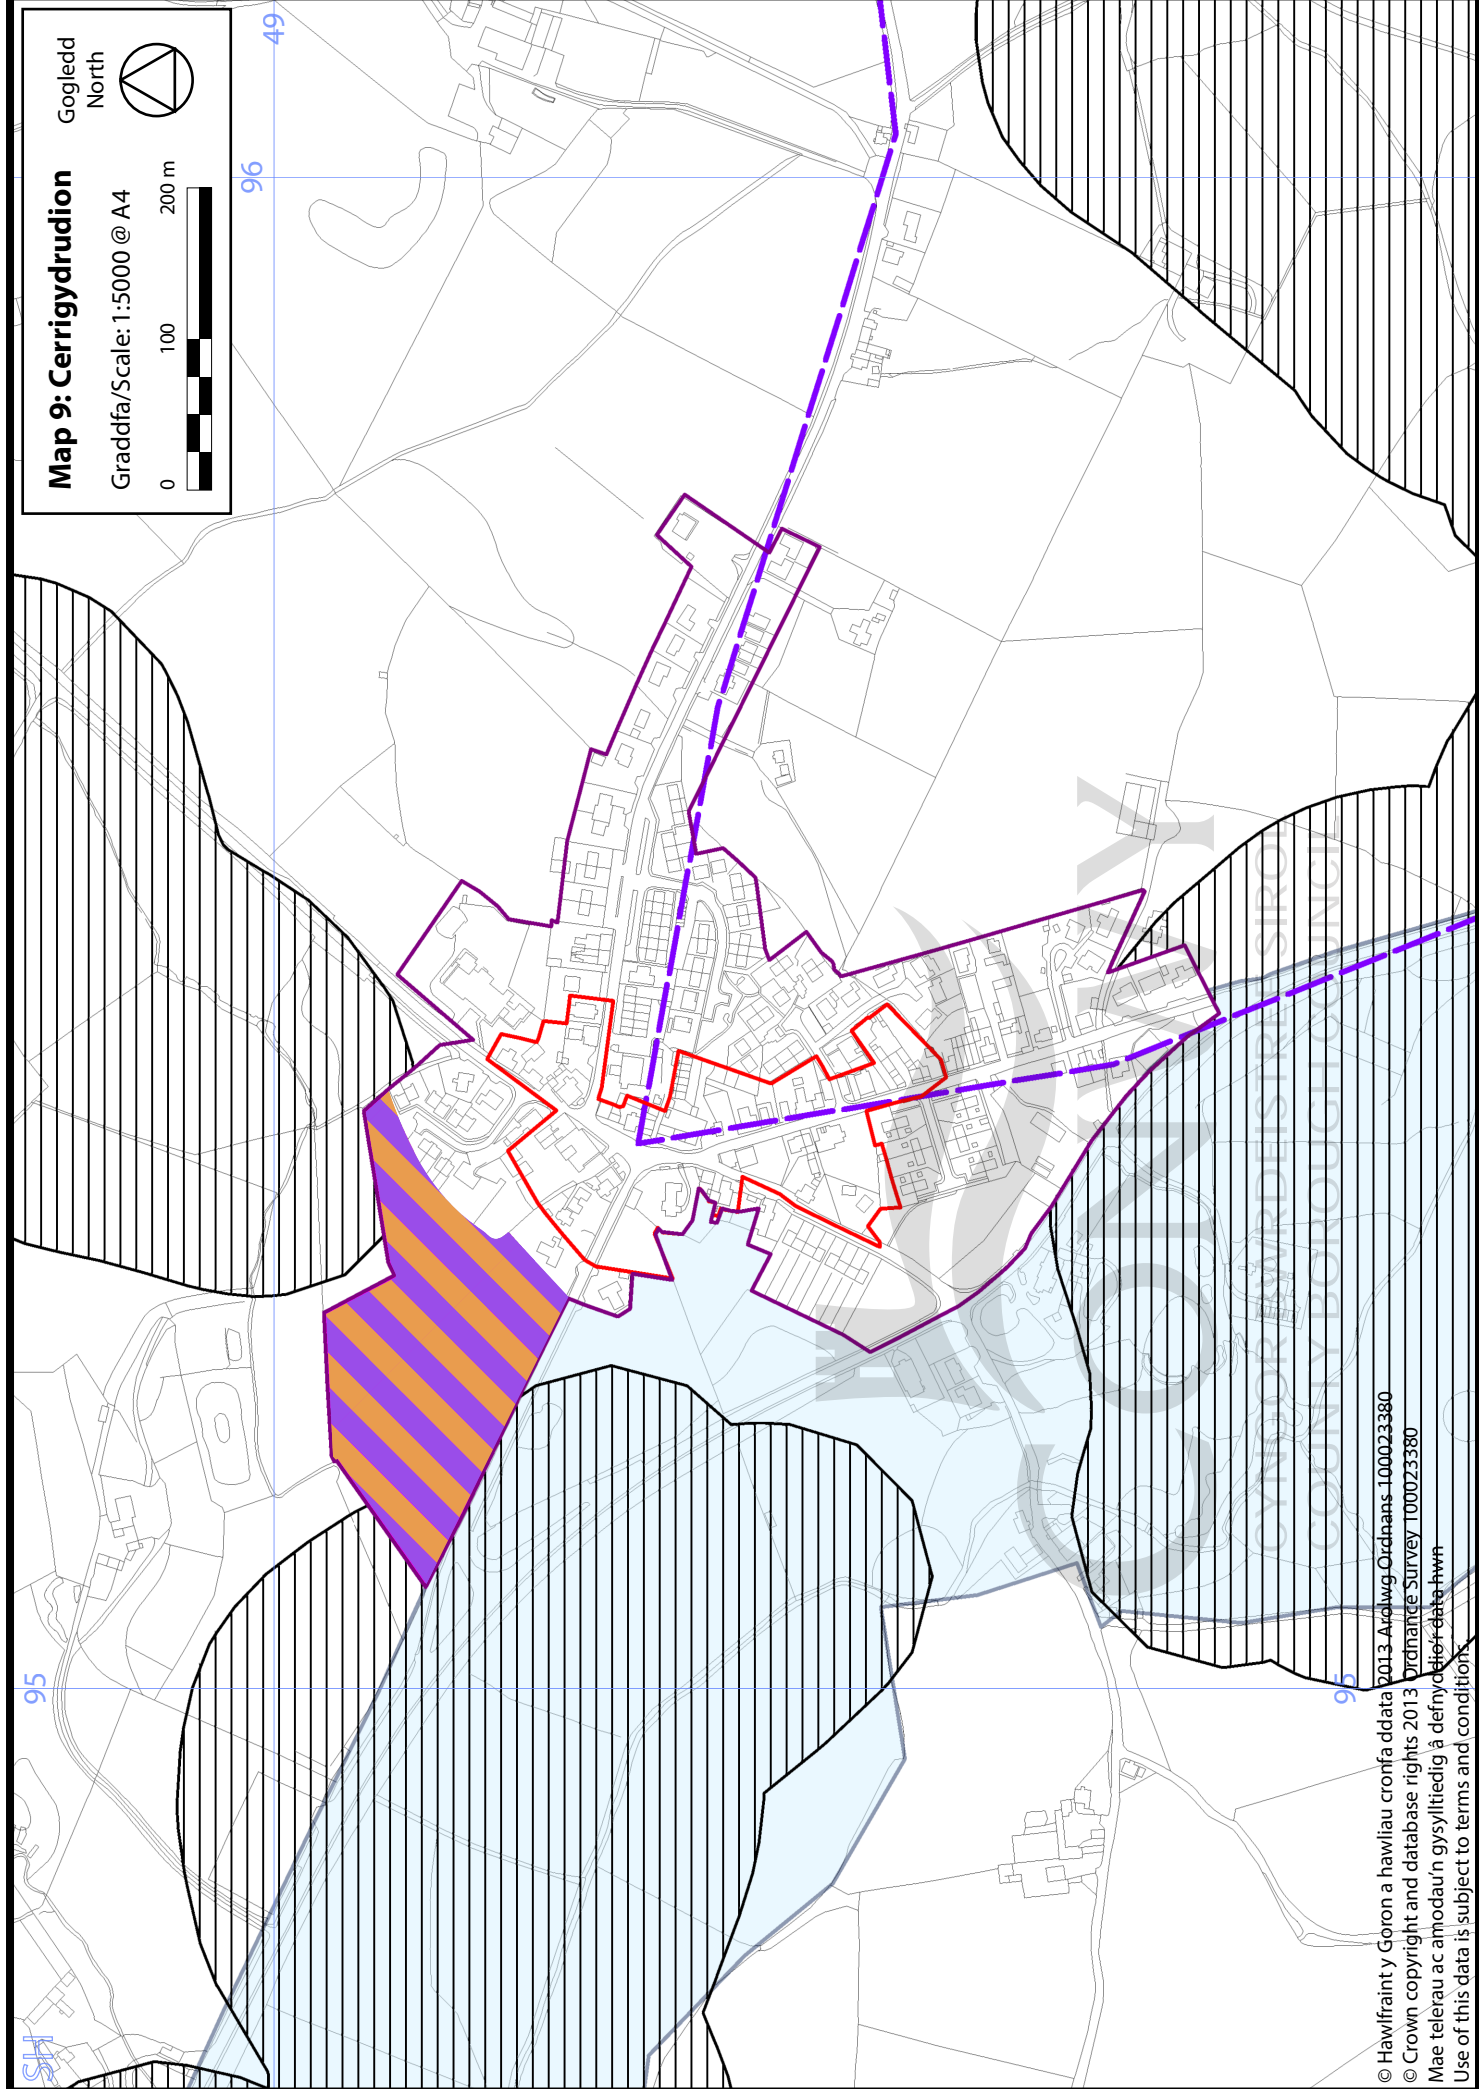 Map 9: Cerrigydrudion
Gogledd
North
Graddfa/Scale: 1:5000 @ A4
0 100 200 m
SH
95
96
49
95
CONWY
CYNGOR BWRDEISTREF SIROL
COUNTY BOROUGH COUNCIL
© Hawlfraint y Goron a hawliau cronfa ddata 2013 Arolwg Ordnans 100023380
© Crown copyright and database rights 2013 Ordnance Survey 100023380
Mae telerau ac amodau'n gysylltiedig â defnyddio'r data hwn
Use of this data is subject to terms and conditions.